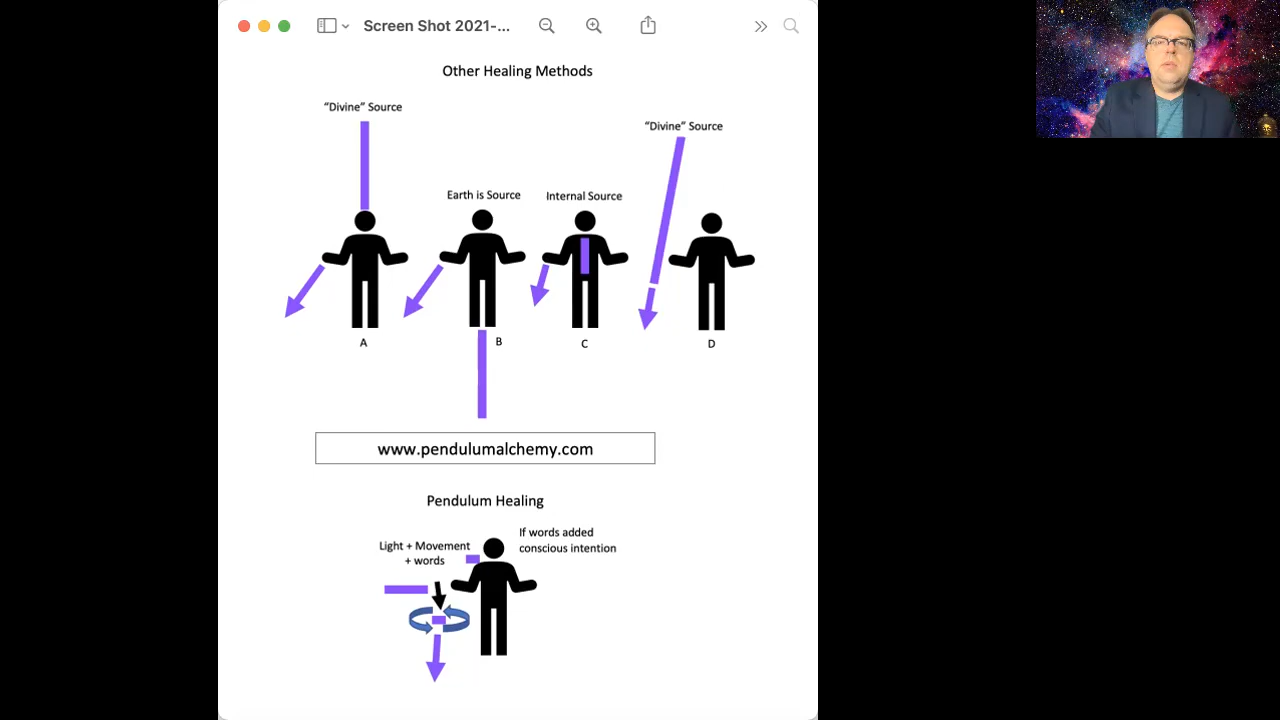 Screen Shot 2021-...
Other Healing Methods
“Divine” Source
“Divine” Source
Earth is Source
Internal Source
A
B
C
D
www.pendulumalchemy.com
Pendulum Healing
If words added
conscious intention
Light + Movement
+ words